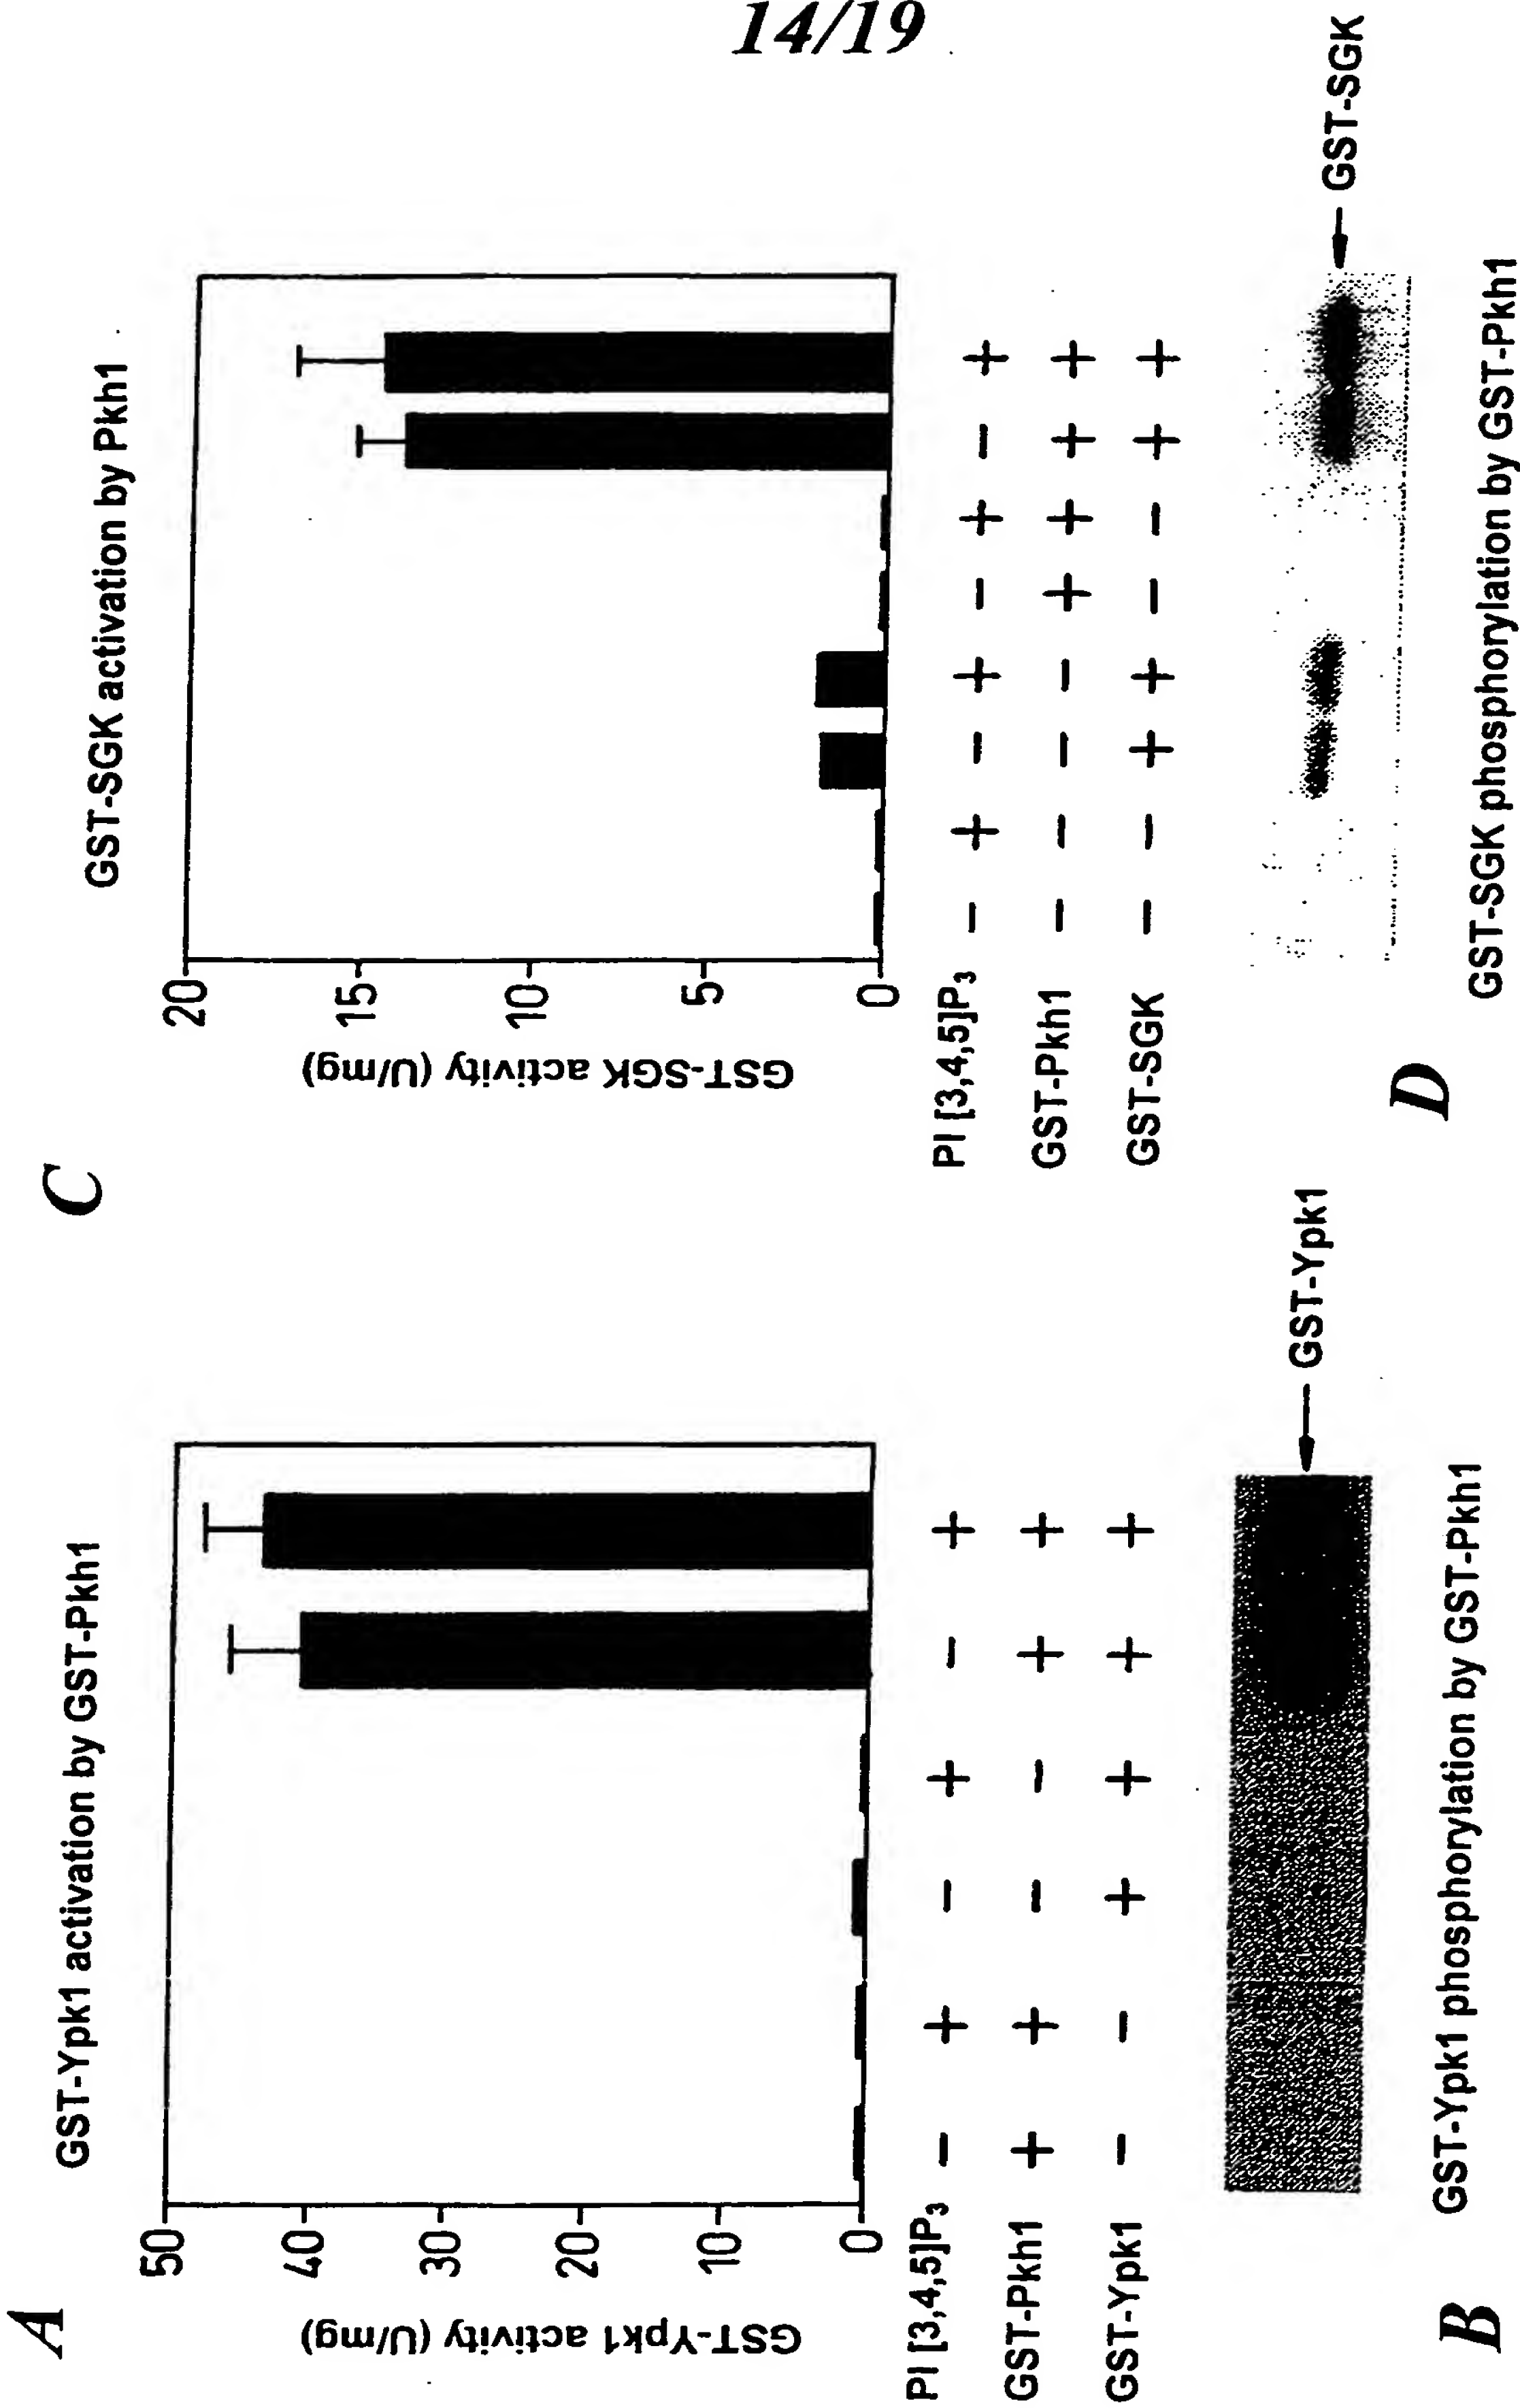 14/19
A
GST-Ypk1 activation by GST-Pkh1
GST-Ypk1 activity (U/mg)
50
40
30
20
10
0
PI [3,4,5]P3 − + − + − +
GST-Pkh1 + + − − + +
GST-Ypk1 − − + + + +
← GST-Ypk1
B
GST-Ypk1 phosphorylation by GST-Pkh1
C
GST-SGK activation by Pkh1
GST-SGK activity (U/mg)
20
15
10
5
0
PI [3,4,5]P3 − + − + − + − +
GST-Pkh1 − − − − + + + +
GST-SGK − − + + − − + +
← GST-SGK
D
GST-SGK phosphorylation by GST-Pkh1